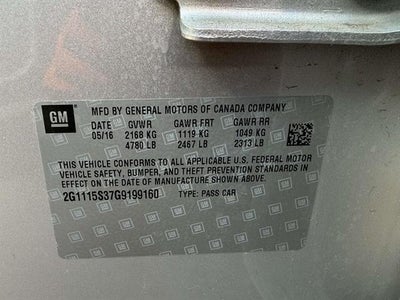 GM
MFD BY GENERAL MOTORS OF CANADA COMPANY
DATE GVWR GAWR FRT GAWR RR
05/16 2168 KG 1119 KG 1049 KG
4780 LB 2467 LB 2313 LB
THIS VEHICLE CONFORMS TO ALL APPLICABLE U.S. FEDERAL MOTOR
VEHICLE SAFETY, BUMPER, AND THEFT PREVENTION STANDARDS
IN EFFECT ON THE DATE OF MANUFACTURE SHOWN ABOVE.
2G1115S37G9199160 TYPE: PASS CAR